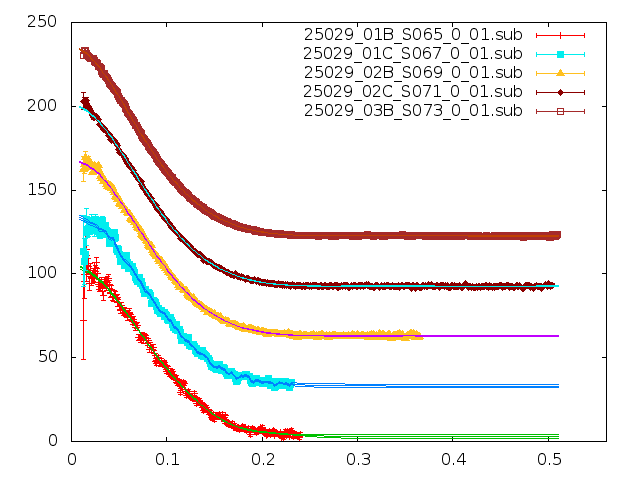 250
200
150
100
50
0
25029_01B_S065_0_01.sub
25029_01C_S067_0_01.sub
25029_02B_S069_0_01.sub
25029_02C_S071_0_01.sub
25029_03B_S073_0_01.sub
0 0.1 0.2 0.3 0.4 0.5